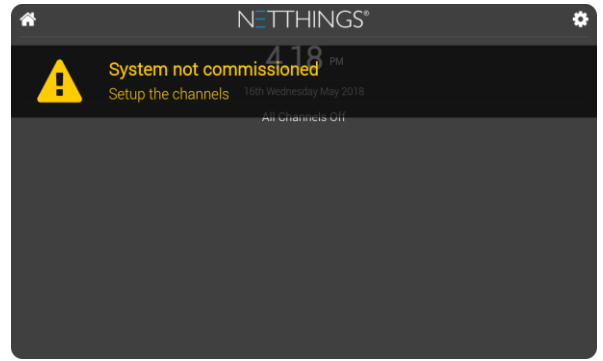 NETTHINGS®
4.18 PM
System not commissioned
Setup the channels
16th Wednesday May 2018
All Channels Off